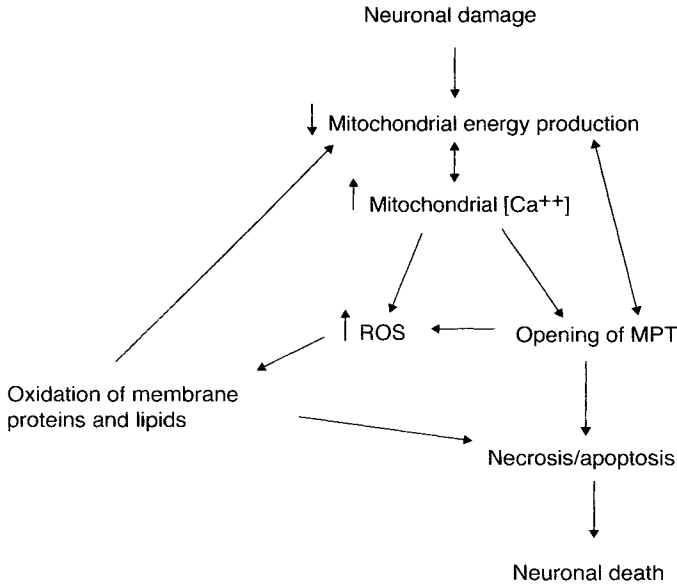 Neuronal damage
↓ Mitochondrial energy production
↑ Mitochondrial [Ca++]
↑ ROS
Opening of MPT
Oxidation of membrane
proteins and lipids
Necrosis/apoptosis
Neuronal death